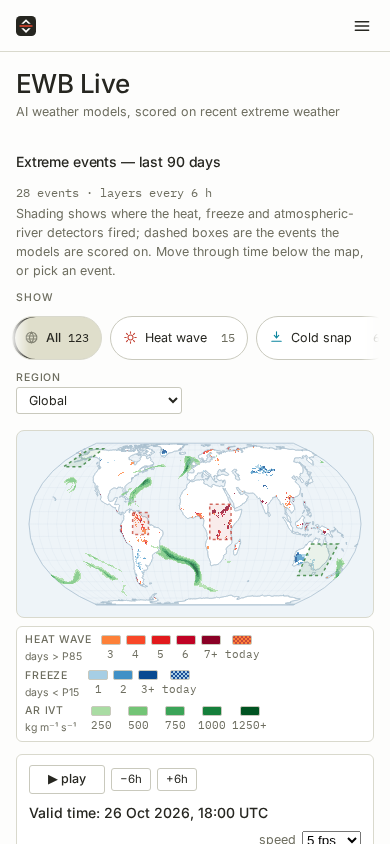 EWB Live
AI weather models, scored on recent extreme weather
Extreme events — last 90 days
28 events · layers every 6 h
Shading shows where the heat, freeze and atmospheric-
river detectors fired; dashed boxes are the events the
models are scored on. Move through time below the map,
or pick an event.
SHOW
All 123
Heat wave 15
Cold snap
REGION
Global
HEAT WAVE
days > P85
3 4 5 6 7+ today
FREEZE
days < P15
1 2 3+ today
AR IVT
kg m⁻¹ s⁻¹
250 500 750 1000 1250+
▶ play −6h +6h
Valid time: 26 Oct 2026, 18:00 UTC
speed 5 fps